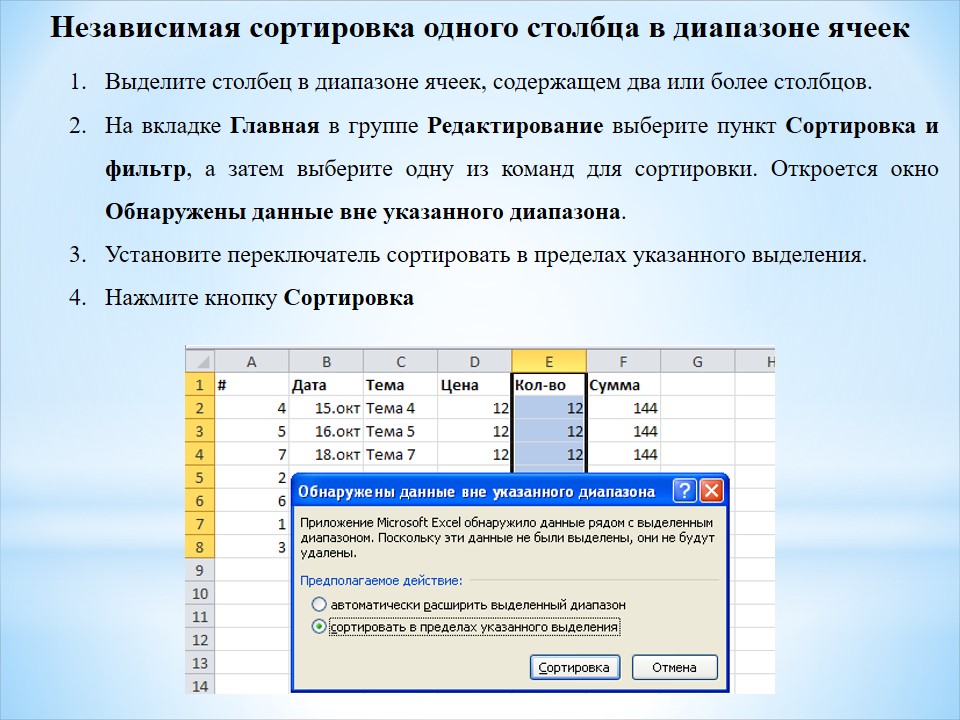 Независимая сортировка одного столбца в диапазоне ячеек
1. Выделите столбец в диапазоне ячеек, содержащем два или более столбцов.
2. На вкладке Главная в группе Редактирование выберите пункт Сортировка и
фильтр, а затем выберите одну из команд для сортировки. Откроется окно
Обнаружены данные вне указанного диапазона.
3. Установите переключатель сортировать в пределах указанного выделения.
4. Нажмите кнопку Сортировка
A B C D E F G H
1 # Дата Тема Цена Кол-во Сумма
2 4 15.окт Тема 4 12 12 144
3 5 16.окт Тема 5 12 12 144
4 7 18.окт Тема 7 12 12 144
5 2
6 6
7 1
8 3
9
10
11
12
13
14
Обнаружены данные вне указанного диапазона ?
Приложение Microsoft Excel обнаружило данные рядом с выделенным
диапазоном. Поскольку эти данные не были выделены, они не будут
удалены.
Предполагаемое действие:
автоматически расширить выделенный диапазон
сортировать в пределах указанного выделения
Сортировка Отмена